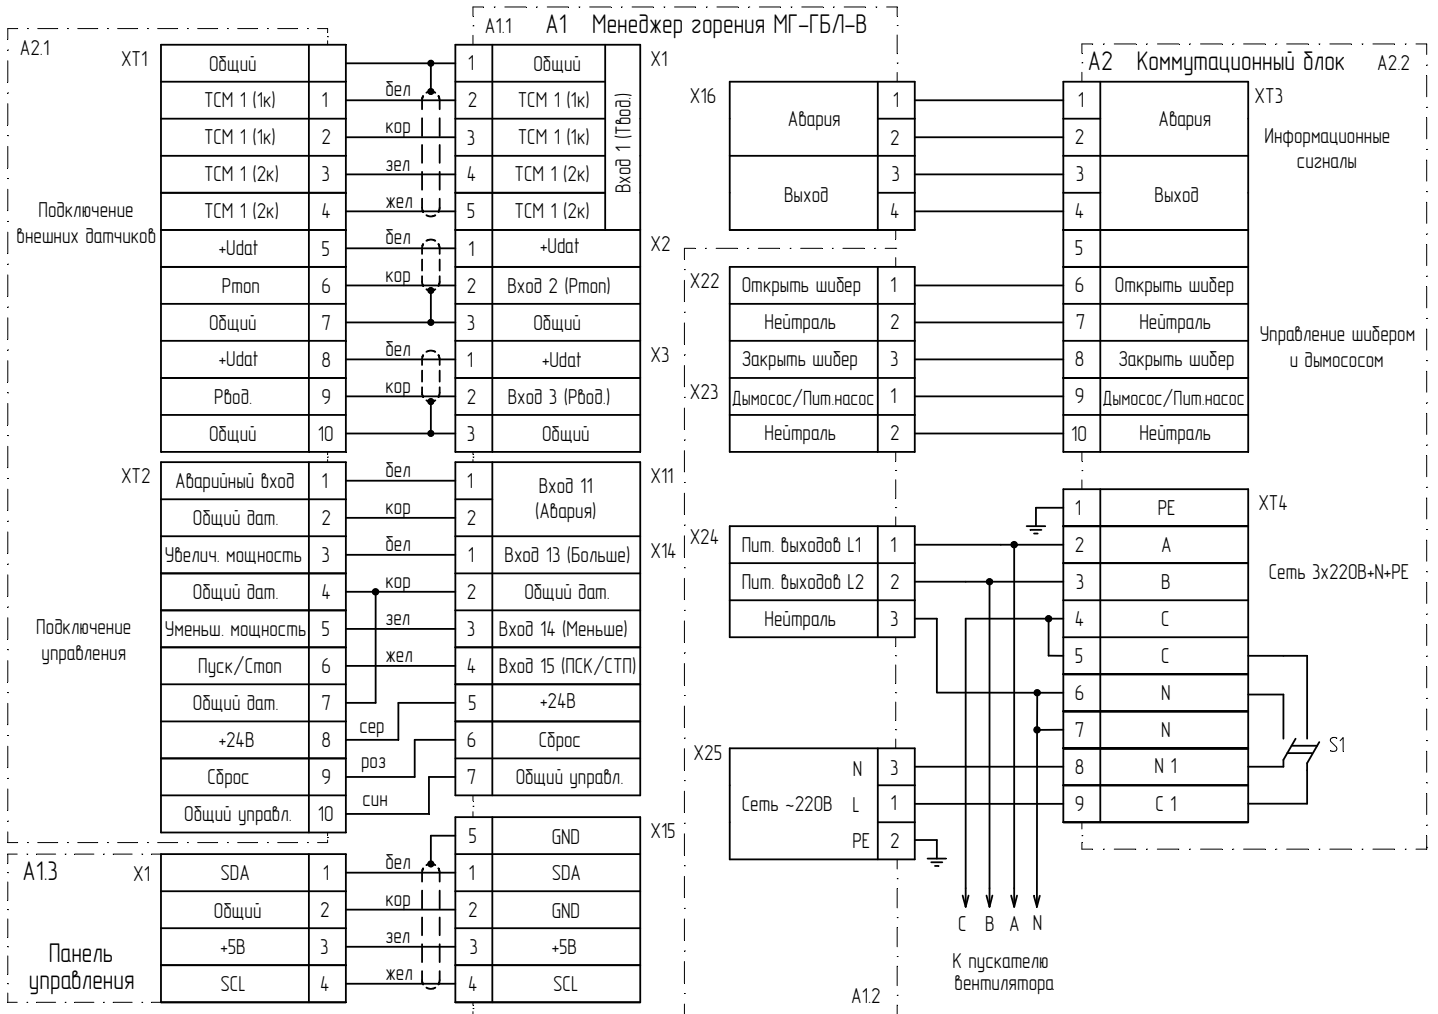 А1.1 А1 Менеджер горения МГ-ГБЛ-В
А2.1
XT1
Общий
ТСМ 1 (1к) 1
ТСМ 1 (1к) 2
ТСМ 1 (2к) 3
ТСМ 1 (2к) 4
+Udat 5
Pтоп 6
Общий 7
+Udat 8
Рвод. 9
Общий 10
Подключение
внешних датчиков
бел
кор
зел
жел
бел
кор
бел
кор
X1
1 Общий
2 ТСМ 1 (1к)
3 ТСМ 1 (1к)
4 ТСМ 1 (2к)
5 ТСМ 1 (2к)
Вход 1 (Твод.)
X2
1 +Udat
2 Вход 2 (Ртоп)
3 Общий
X3
1 +Udat
2 Вход 3 (Рвод.)
3 Общий
XT2
Аварийный вход 1
Общий дат. 2
Увелич. мощность 3
Общий дат. 4
Уменьш. мощность 5
Пуск/Стоп 6
Общий дат. 7
+24В 8
Сброс 9
Общий управл. 10
Подключение
управления
бел
кор
бел
кор
зел
жел
сер
роз
син
X11
1
2
Вход 11
(Авария)
X14
1 Вход 13 (Больше)
2 Общий дат.
3 Вход 14 (Меньше)
4 Вход 15 (ПСК/СТП)
5 +24В
6 Сброс
7 Общий управл.
А1.3 X1
SDA 1
Общий 2
+5В 3
SCL 4
Панель
управления
бел
кор
зел
жел
X15
5 GND
1 SDA
2 GND
3 +5В
4 SCL
X16
Авария
1
2
Выход
3
4
X22
Открыть шибер 1
Нейтраль 2
Закрыть шибер 3
X23
Дымосос/Пит.насос 1
Нейтраль 2
X24
Пит. выходов L1 1
Пит. выходов L2 2
Нейтраль 3
X25
Сеть ~220В
N 3
L 1
PE 2
А1.2
А2 Коммутационный блок А2.2
XT3
1
2
Авария
3
4
Выход
5
6 Открыть шибер
7 Нейтраль
8 Закрыть шибер
9 Дымосос/Пит.насос
10 Нейтраль
Информационные
сигналы
Управление шибером
и дымососом
XT4
1 PE
2 A
3 B
4 C
5 C
6 N
7 N
8 N 1
9 C 1
Сеть 3х220В+N+PE
S1
C B A N
К пускателю
вентилятора